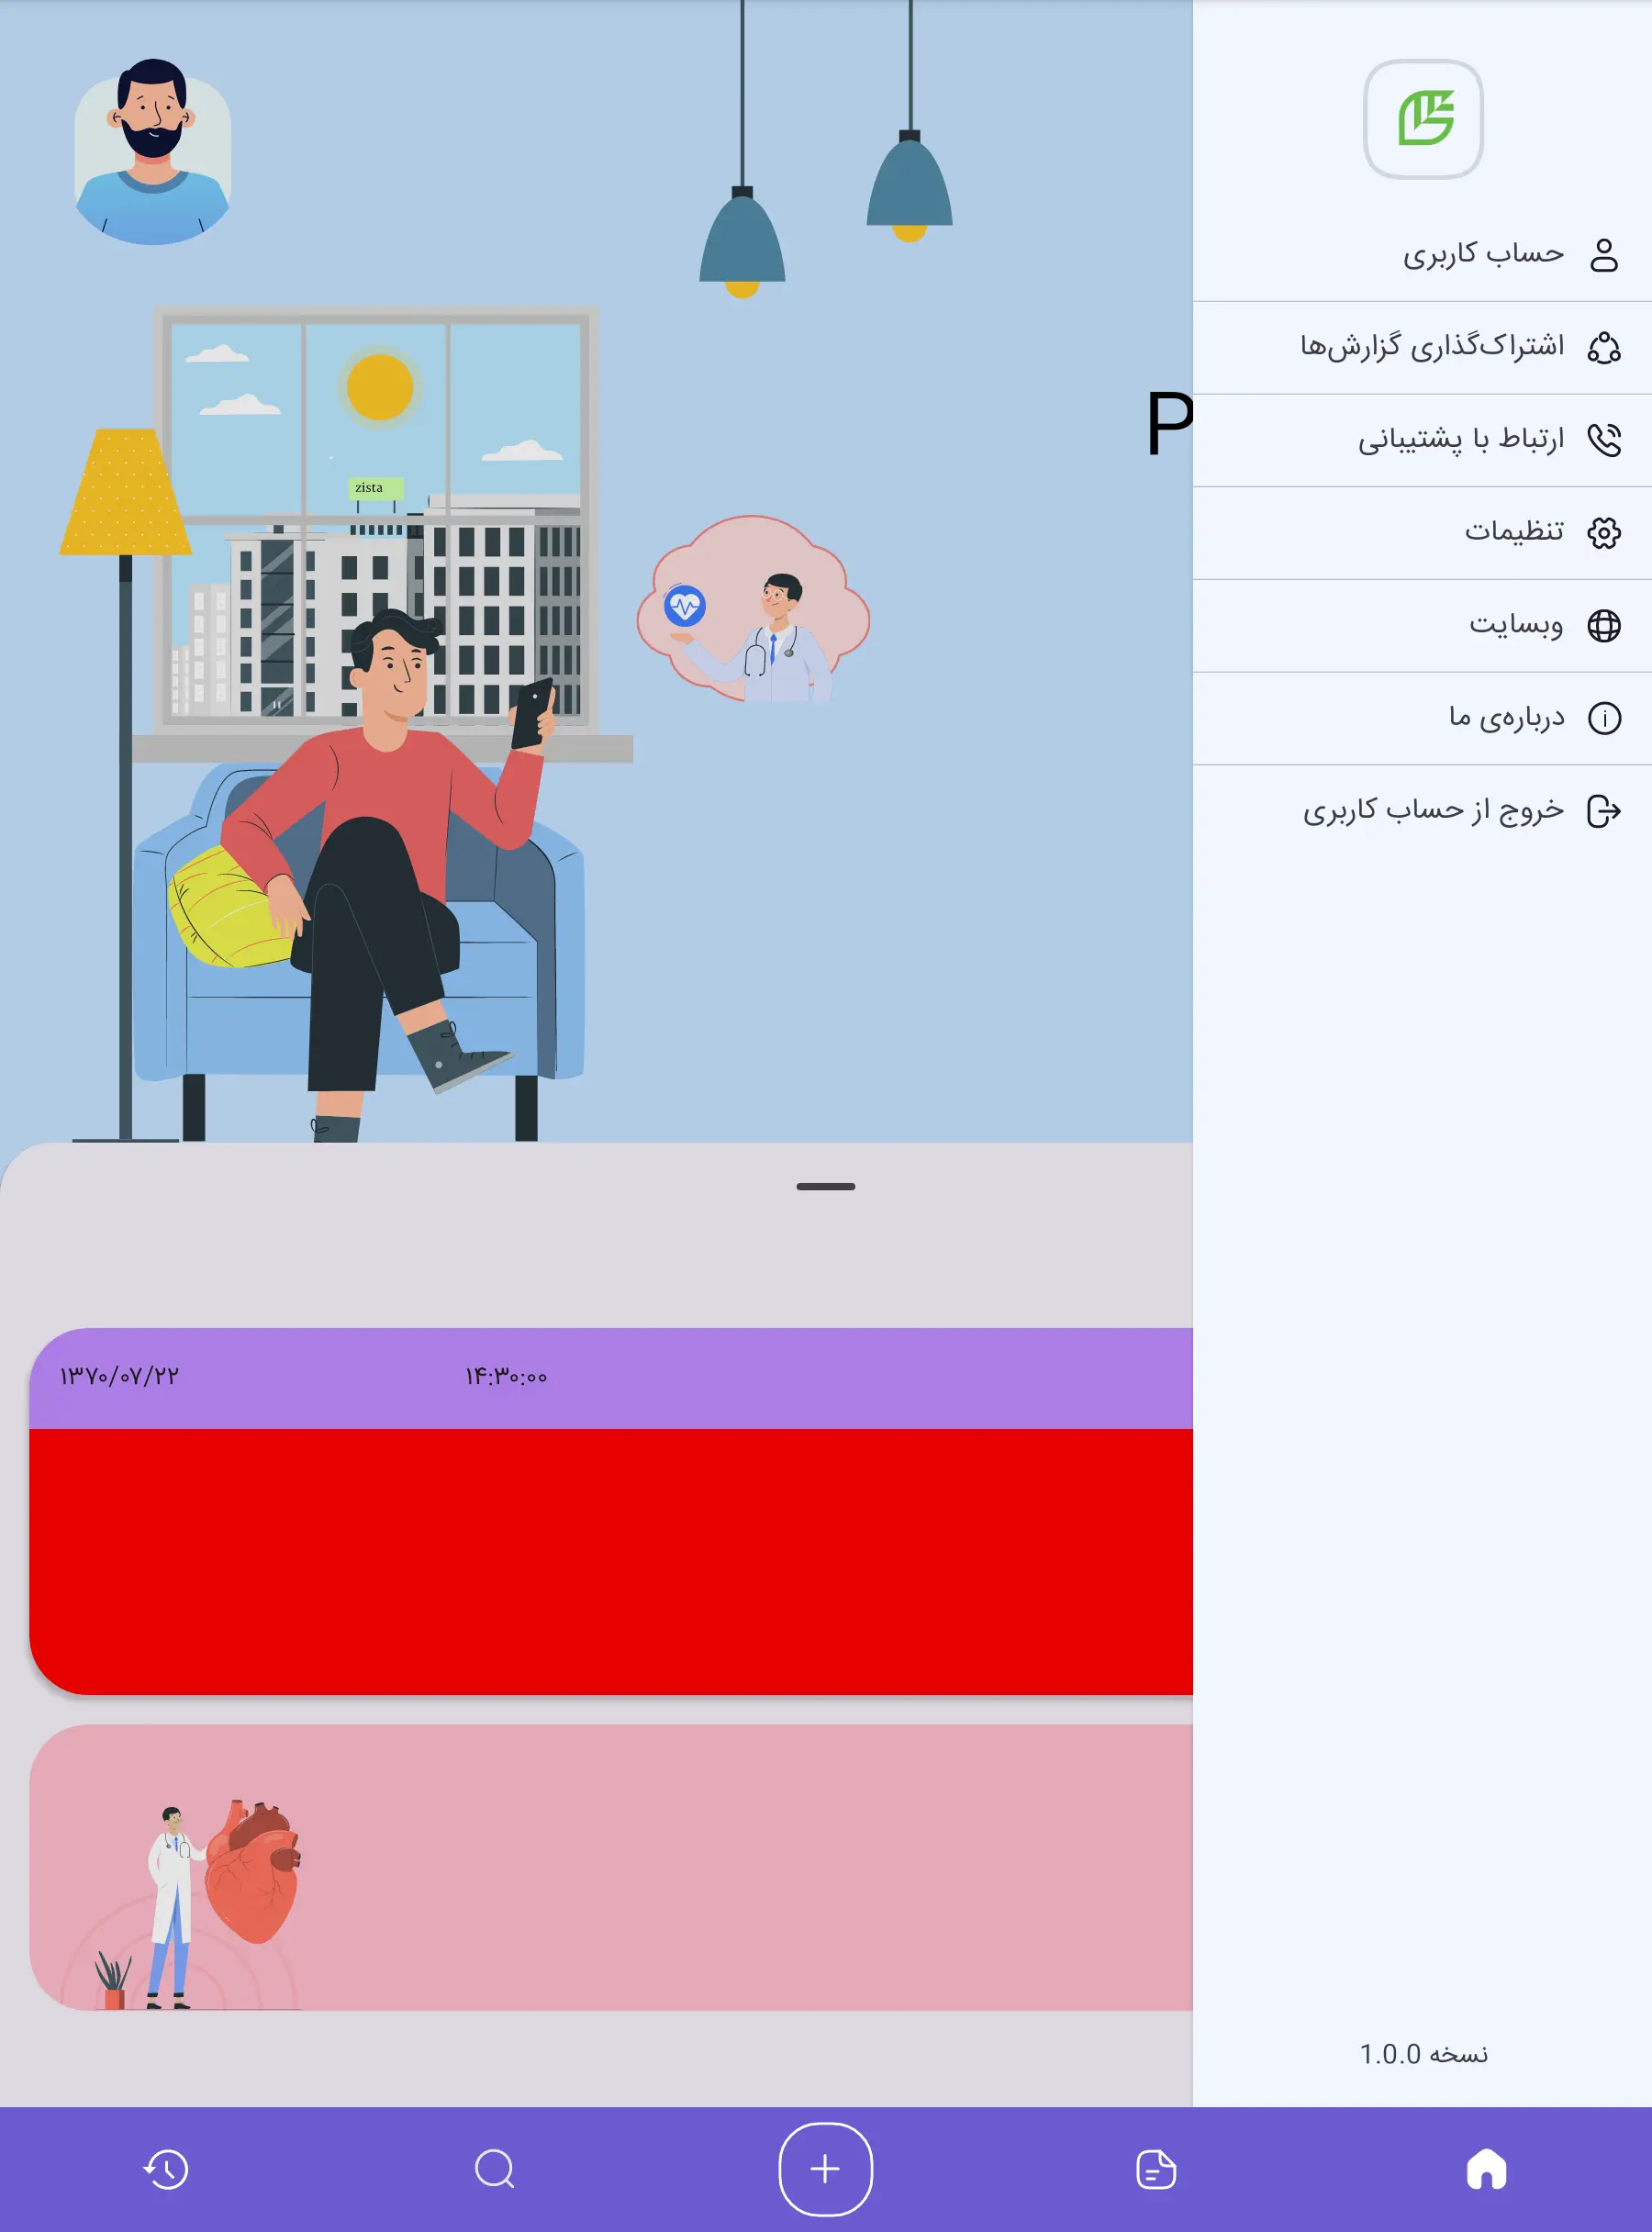 حساب کاربری
اشتراک‌گذاری گزارش‌ها
ارتباط با پشتیبانی
تنظیمات
وبسایت
درباره‌ی ما
خروج از حساب کاربری
نسخه 1.0.0
P
zista
۱۴:۳۰:۰۰
۱۳۷۰/۰۷/۲۲